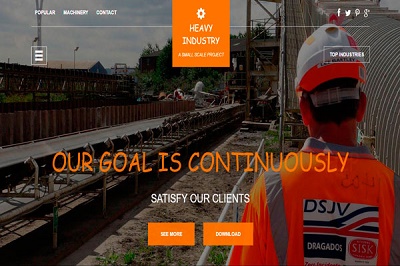 POPULAR MACHINERY CONTACT
HEAVY
INDUSTRY
A SMALL SCALE PROJECT
TOP INDUSTRIES
OUR GOAL IS CONTINUOUSLY
SATISFY OUR CLIENTS
SEE MORE DOWNLOAD
DSJV
DRAGADOS
SISK